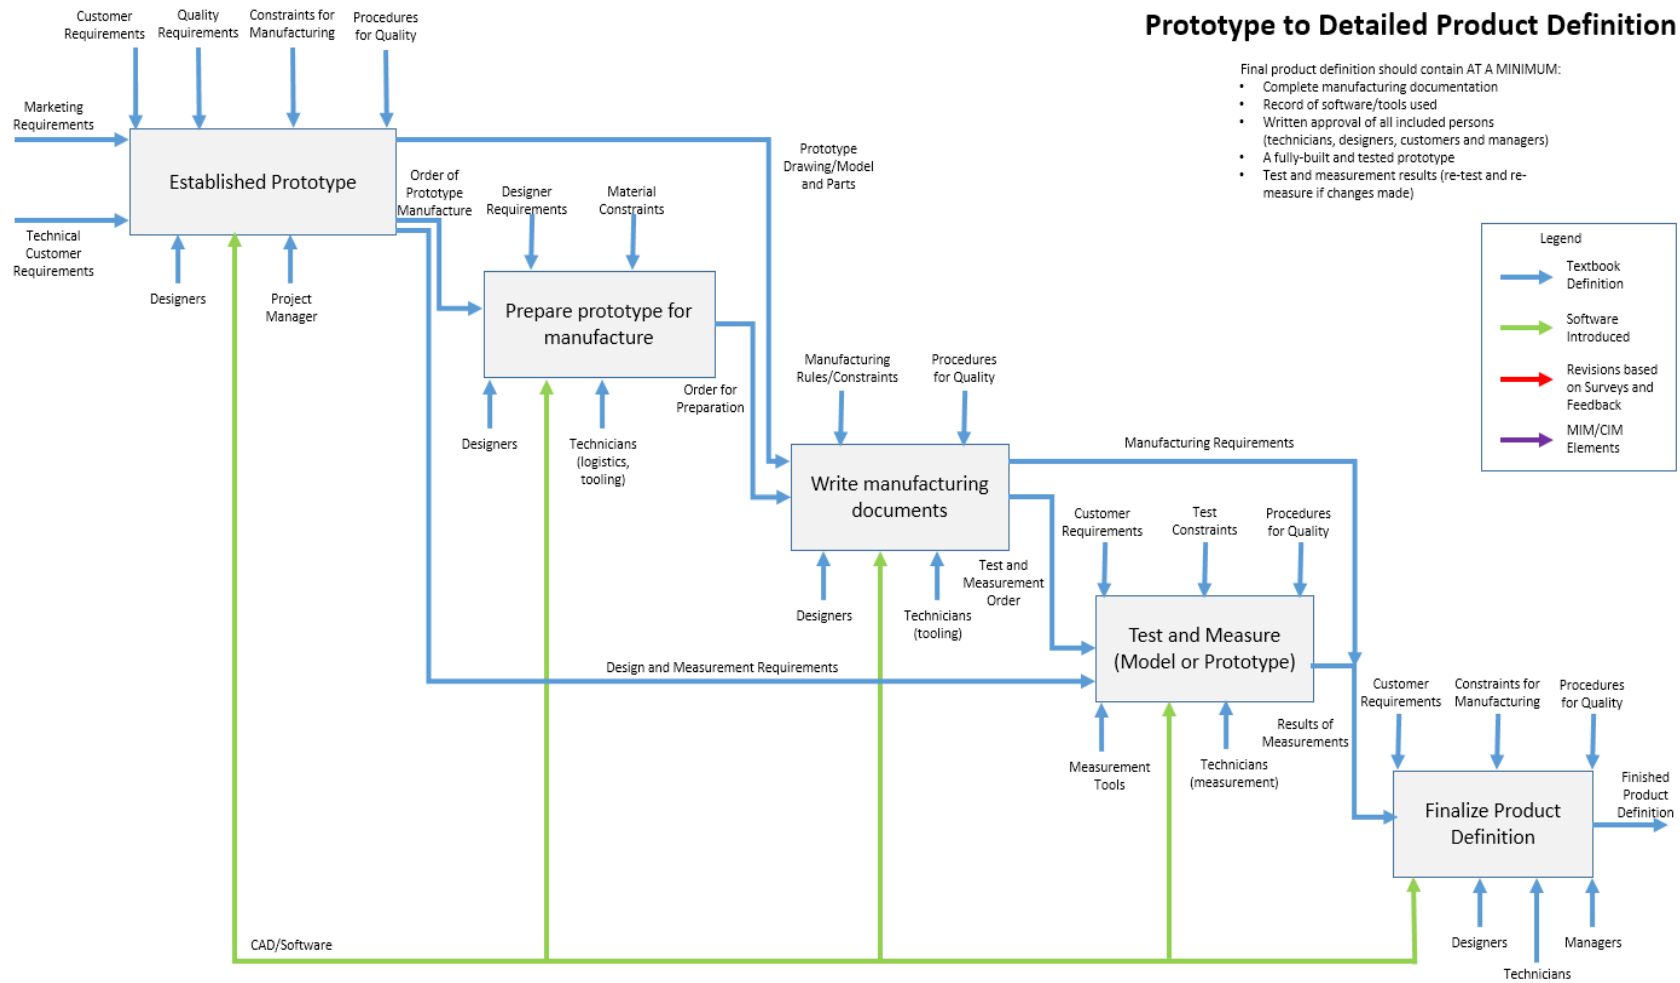 Prototype to Detailed Product Definition
Final product definition should contain AT A MINIMUM:
• Complete manufacturing documentation
• Record of software/tools used
• Written approval of all included persons
(technicians, designers, customers and managers)
• A fully-built and tested prototype
• Test and measurement results (re-test and re-
measure if changes made)
Customer
Requirements
Quality
Requirements
Constraints for
Manufacturing
Procedures
for Quality
Marketing
Requirements
Established Prototype
Technical
Customer
Requirements
Designers
Project
Manager
Order of
Prototype
Manufacture
Prototype
Drawing/Model
and Parts
Designer
Requirements
Material
Constraints
Prepare prototype for
manufacture
Designers
Technicians
(logistics,
tooling)
Order for
Preparation
Legend
Textbook
Definition
Software
Introduced
Revisions based
on Surveys and
Feedback
MIM/CIM
Elements
Manufacturing
Rules/Constraints
Procedures
for Quality
Write manufacturing
documents
Designers
Technicians
(tooling)
Manufacturing Requirements
Test and
Measurement
Order
Customer
Requirements
Test
Constraints
Procedures
for Quality
Test and Measure
(Model or Prototype)
Design and Measurement Requirements
Measurement
Tools
Technicians
(measurement)
Results of
Measurements
Customer
Requirements
Constraints for
Manufacturing
Procedures
for Quality
Finalize Product
Definition
Finished
Product
Definition
Designers
Technicians
Managers
CAD/Software